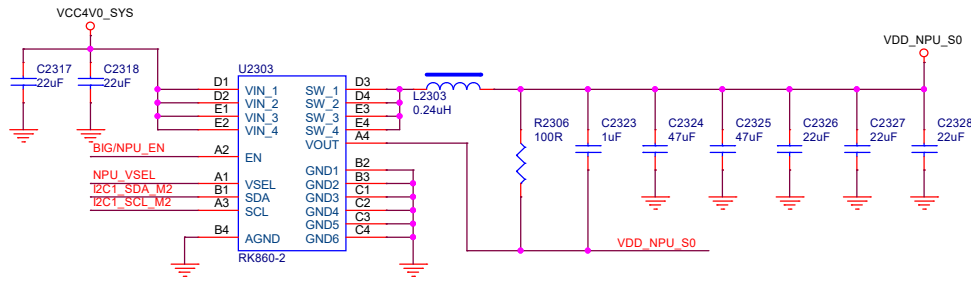 VCC4V0_SYS
VDD_NPU_S0
C2317
22uF
C2318
22uF
U2303
D1 VIN_1 SW_1 D3
D2 VIN_2 SW_2 D4
E1 VIN_3 SW_3 E3
E2 VIN_4 SW_4 E4
VOUT A4
BIG/NPU_EN A2 EN
GND1 B2
NPU_VSEL A1 VSEL GND2 B3
I2C1_SDA_M2 B1 SDA GND3 C1
I2C1_SCL_M2 A3 SCL GND4 C2
GND5 C3
B4 AGND GND6 C4
RK860-2
L2303
0.24uH
R2306
100R
C2323
1uF
C2324
47uF
C2325
47uF
C2326
22uF
C2327
22uF
C2328
22uF
VDD_NPU_S0